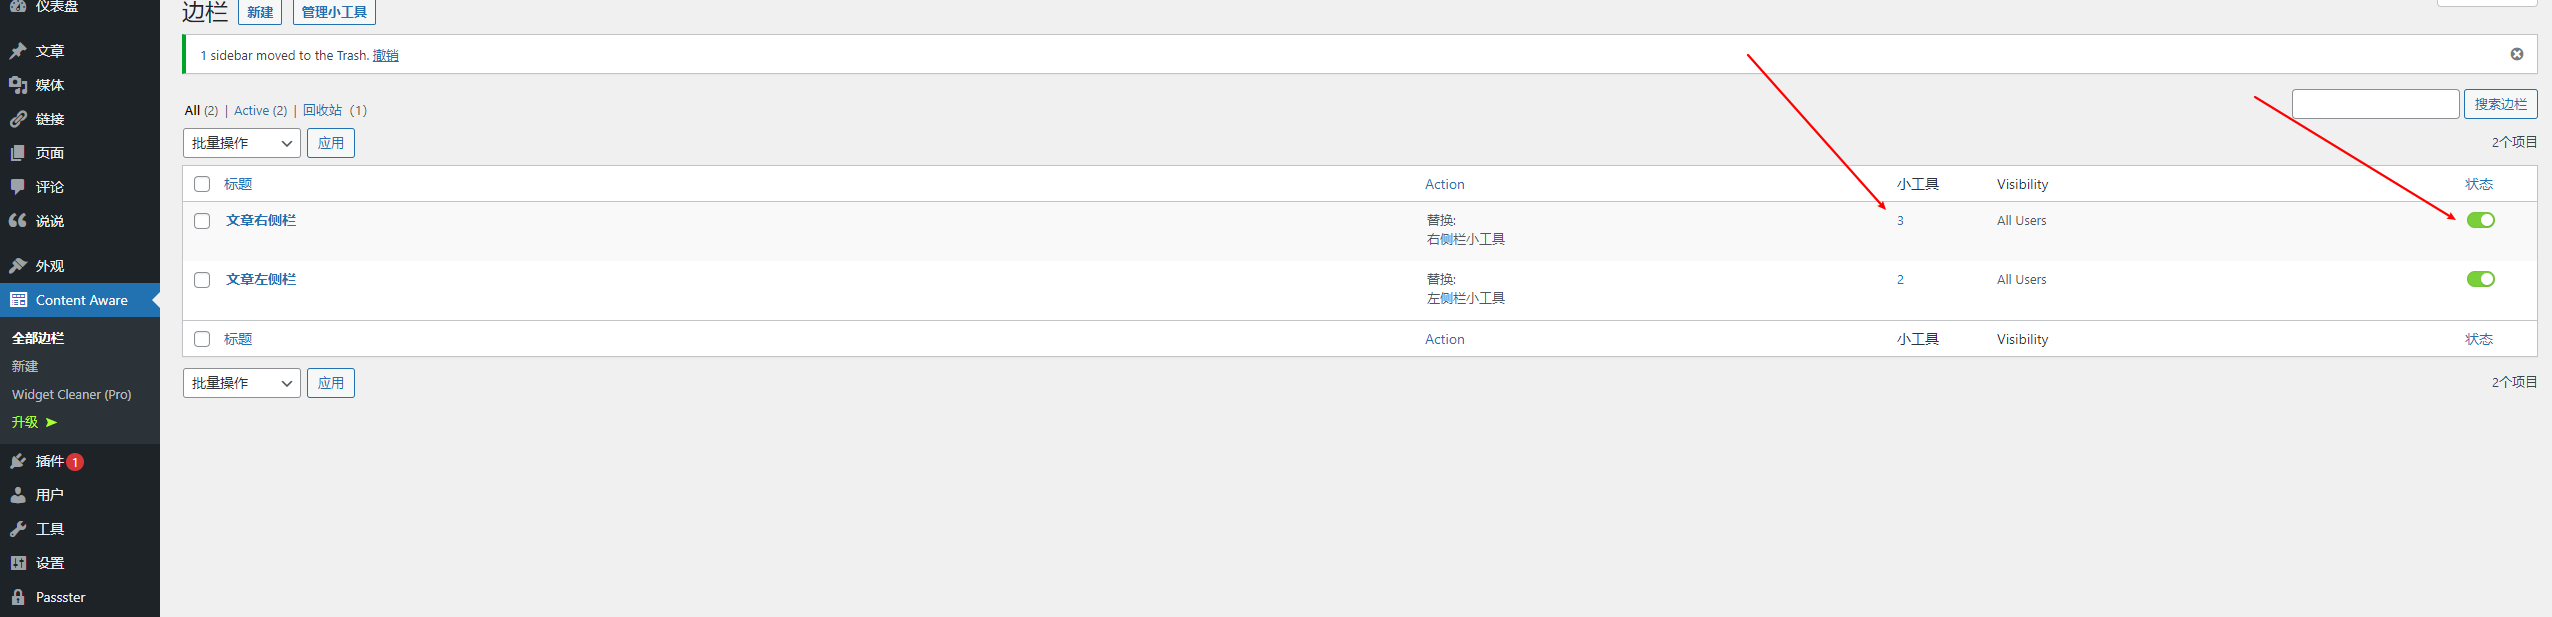 仪表盘
文章
媒体
链接
页面
评论
说说
外观
Content Aware
全部边栏
新建
Widget Cleaner (Pro)
升级 ➤
插件 1
用户
工具
设置
Passster
边栏 新建 管理小工具
1 sidebar moved to the Trash. 撤销
All (2) | Active (2) | 回收站 (1)
搜索边栏
批量操作 应用
2个项目
标题 Action 小工具 Visibility 状态
文章右侧栏 替换: 3 All Users
右侧栏小工具
文章左侧栏 替换: 2 All Users
左侧栏小工具
标题 Action 小工具 Visibility 状态
批量操作 应用
2个项目